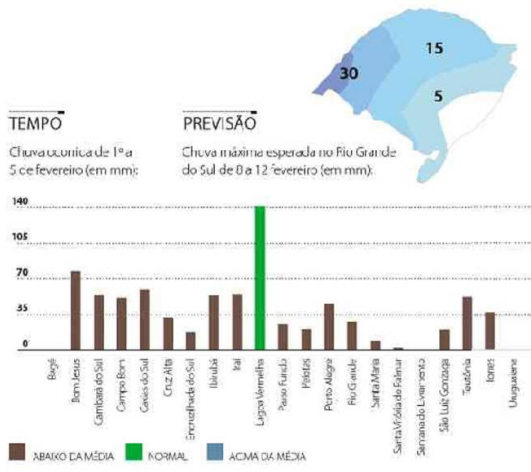 15
30
5
TEMPO
Chuva ocorrica de 1º a
5 de fevereiro (em mm):
PREVISÃO
Chuva máxima esperada no Rio Grande
do Sul de 8 a 12 fevereiro (em mm):
140
105
70
35
0
Bagé
Bom Jesus
Cambará do Sul
Campo Bom
Caxias do Sul
Cruz Alta
Encruzilhada do Sul
Ibirubá
Iraí
Lagoa Vermelha
Passo Fundo
Pelotas
Porto Alegre
Rio Grande
Santa Maria
Santa Vitória do Palmar
Santana do Livramento
São Luiz Gonzaga
Teutônia
Torres
Uruguaiana
ABAIXO DA MÉDIA
NORMAL
ACIMA DA MÉDIA